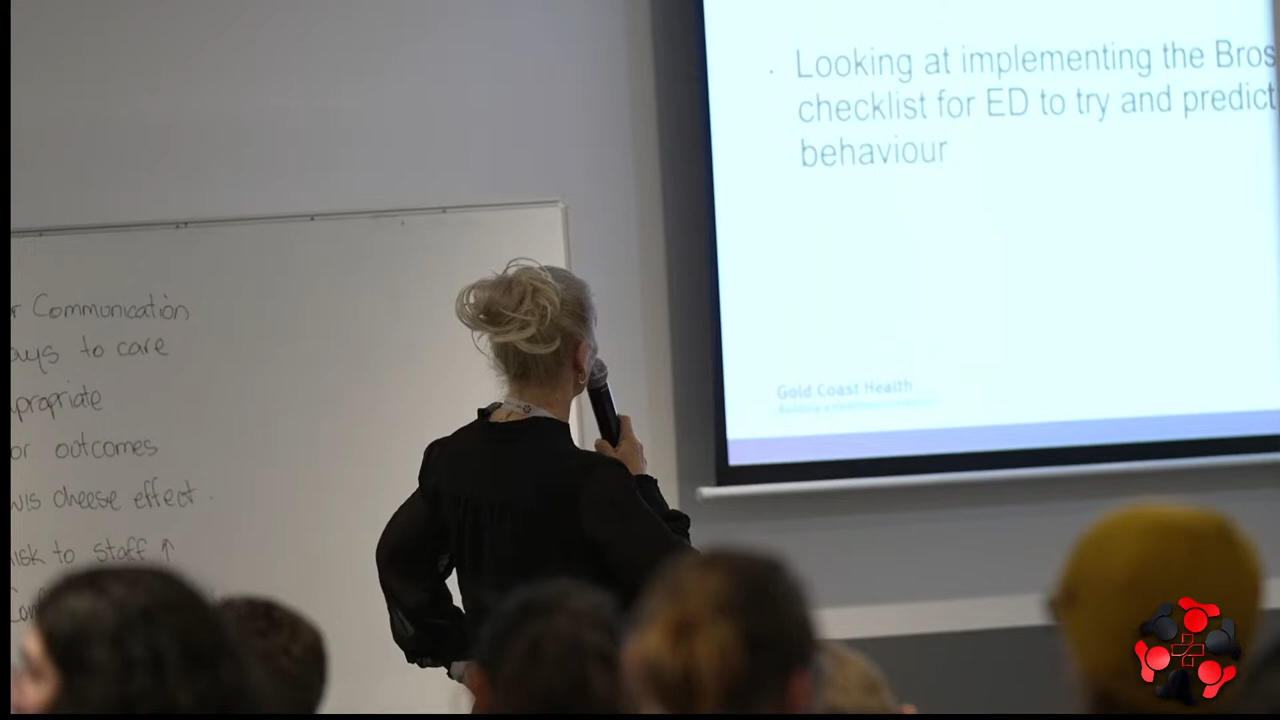 Looking at implementing the Bros
checklist for ED to try and predict
behaviour
Gold Coast Health
r Communication
ays to care
propriate
or outcomes
wis cheese effect.
isk to staff ↑